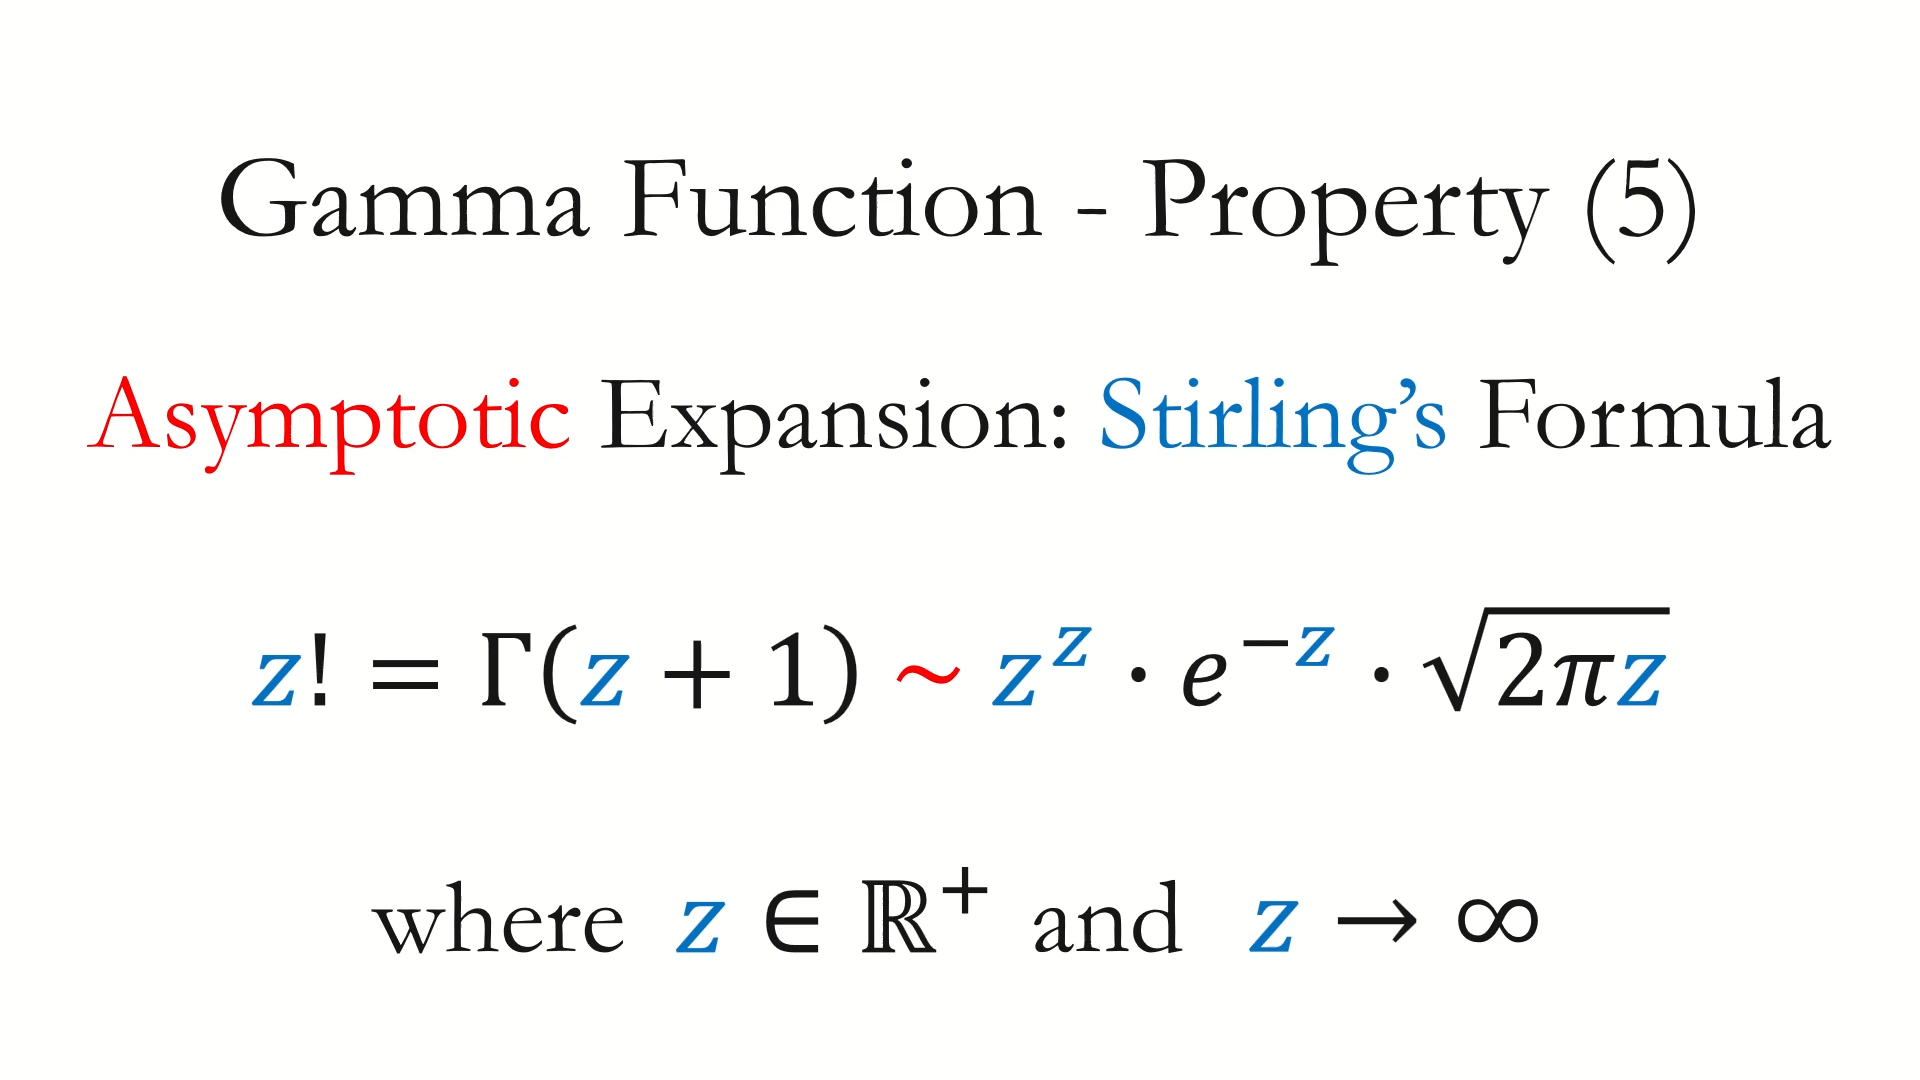 Gamma Function - Property (5)
Asymptotic Expansion: Stirling’s Formula
𝑧! = Γ(𝑧 + 1) ~ 𝑧^𝑧 · 𝑒^−𝑧 · √(2𝜋𝑧)
where 𝑧 ∈ ℝ⁺ and 𝑧 → ∞